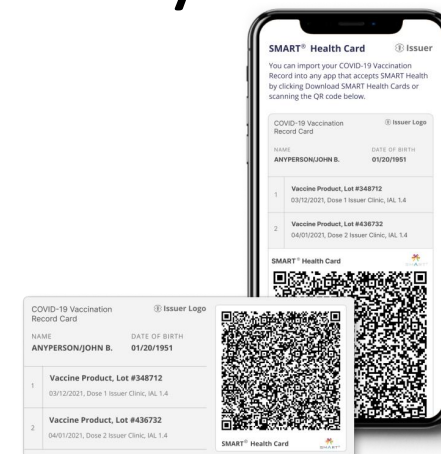 SMART® Health Card
Issuer
You can import your COVID-19 Vaccination
Record into any app that accepts SMART Health
by clicking Download SMART Health Cards or
scanning the QR code below.
COVID-19 Vaccination
Record Card
Issuer Logo
NAME DATE OF BIRTH
ANYPERSON/JOHN B. 01/20/1951
1 Vaccine Product, Lot #348712
03/12/2021, Dose 1 Issuer Clinic, IAL 1.4
2 Vaccine Product, Lot #436732
04/01/2021, Dose 2 Issuer Clinic, IAL 1.4
SMART® Health Card
COVID-19 Vaccination
Record Card
Issuer Logo
NAME DATE OF BIRTH
ANYPERSON/JOHN B. 01/20/1951
1 Vaccine Product, Lot #348712
03/12/2021, Dose 1 Issuer Clinic, IAL 1.4
2 Vaccine Product, Lot #436732
04/01/2021, Dose 2 Issuer Clinic, IAL 1.4
SMART® Health Card